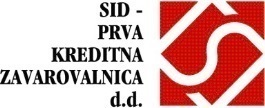 SID -
PRVA
KREDITNA
ZAVAROVALNICA
d.d.